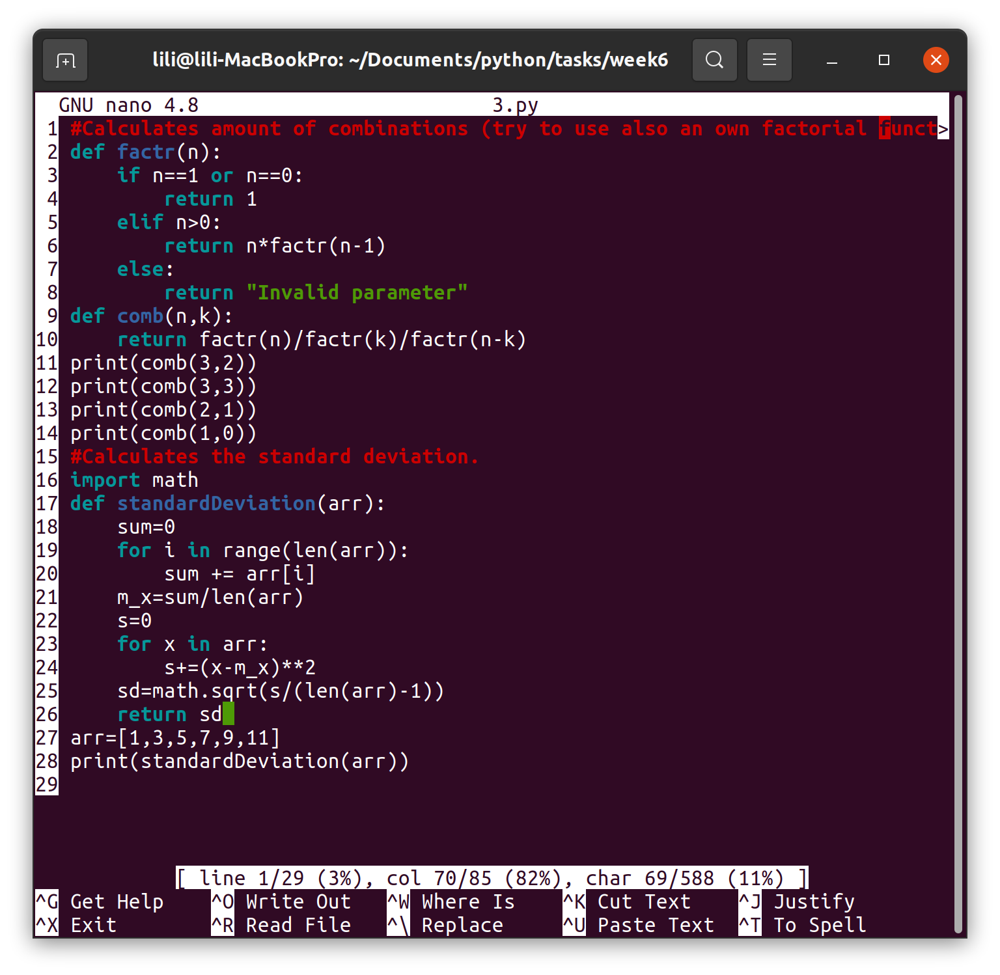 lili@lili-MacBookPro: ~/Documents/python/tasks/week6
GNU nano 4.8 3.py
1 #Calculates amount of combinations (try to use also an own factorial funct>
2 def factr(n):
3     if n==1 or n==0:
4         return 1
5     elif n>0:
6         return n*factr(n-1)
7     else:
8         return "Invalid parameter"
9 def comb(n,k):
10     return factr(n)/factr(k)/factr(n-k)
11 print(comb(3,2))
12 print(comb(3,3))
13 print(comb(2,1))
14 print(comb(1,0))
15 #Calculates the standard deviation.
16 import math
17 def standardDeviation(arr):
18     sum=0
19     for i in range(len(arr)):
20         sum += arr[i]
21     m_x=sum/len(arr)
22     s=0
23     for x in arr:
24         s+=(x-m_x)**2
25     sd=math.sqrt(s/(len(arr)-1))
26     return sd
27 arr=[1,3,5,7,9,11]
28 print(standardDeviation(arr))
29
[ line 1/29 (3%), col 70/85 (82%), char 69/588 (11%) ]
^G Get Help ^O Write Out ^W Where Is ^K Cut Text ^J Justify
^X Exit ^R Read File ^\ Replace ^U Paste Text ^T To Spell